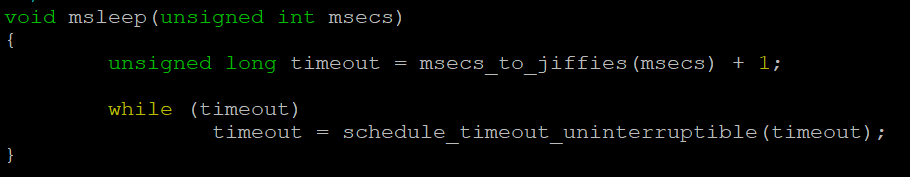 void msleep(unsigned int msecs)
{
        unsigned long timeout = msecs_to_jiffies(msecs) + 1;

        while (timeout)
                timeout = schedule_timeout_uninterruptible(timeout);
}